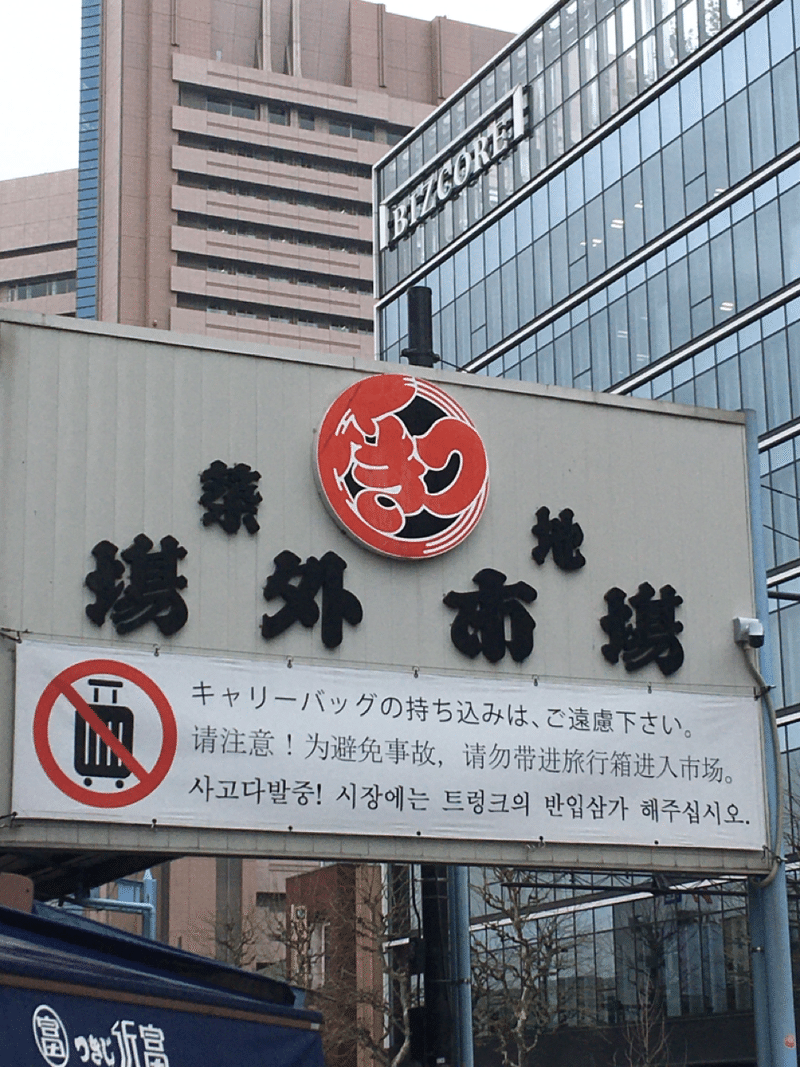 BIZCORE
築地
場外市場
キャリーバッグの持ち込みは、ご遠慮下さい。
请注意！为避免事故，请勿带进旅行箱进入市场。
사고다발중! 시장에는 트렁크의 반입삼가 해주십시오.
富 つきじ 富